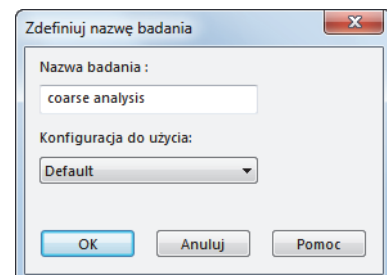 Zdefiniuj nazwę badania
Nazwa badania :
coarse analysis
Konfiguracja do użycia:
Default
OK Anuluj Pomoc